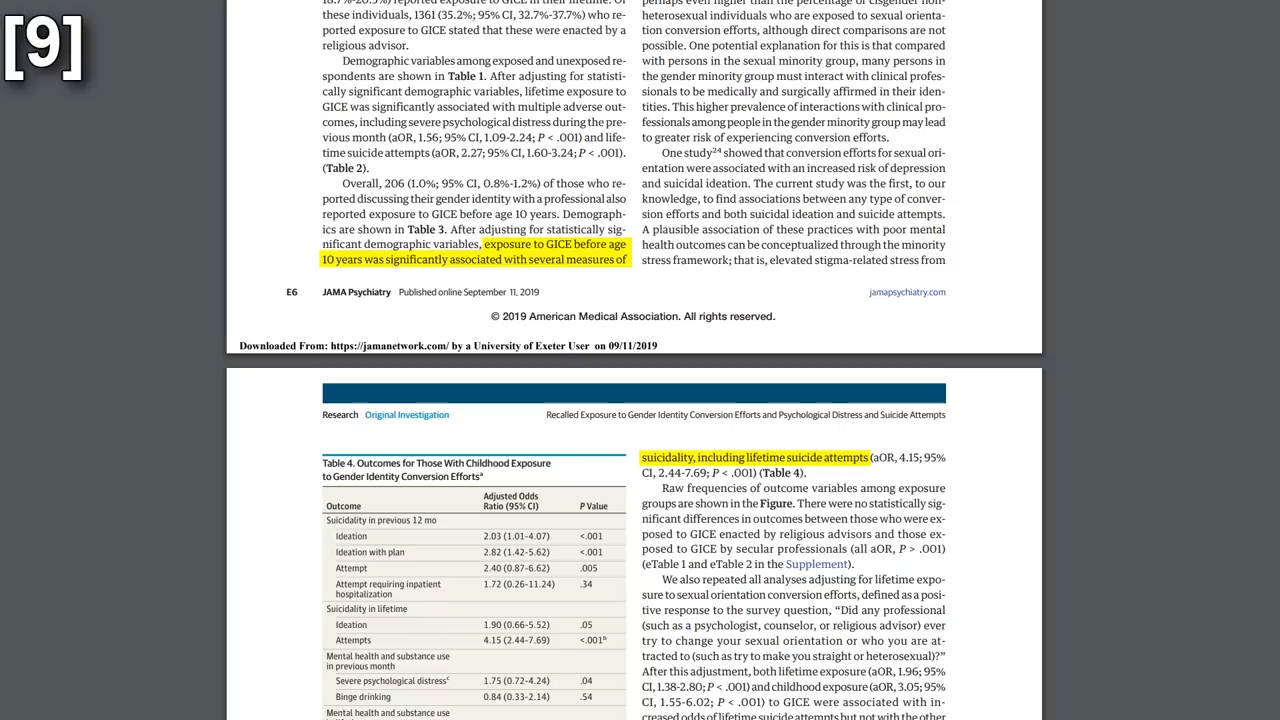 [9]
18.7%-20.5%) reported exposure to GICE in their lifetime. Of
these individuals, 1361 (35.2%; 95% CI, 32.7%-37.7%) who re-
ported exposure to GICE stated that these were enacted by a
religious advisor.
Demographic variables among exposed and unexposed re-
spondents are shown in Table 1. After adjusting for statisti-
cally significant demographic variables, lifetime exposure to
GICE was significantly associated with multiple adverse out-
comes, including severe psychological distress during the pre-
vious month (aOR, 1.56; 95% CI, 1.09-2.24; P < .001) and life-
time suicide attempts (aOR, 2.27; 95% CI, 1.60-3.24; P < .001).
(Table 2).
Overall, 206 (1.0%; 95% CI, 0.8%-1.2%) of those who re-
ported discussing their gender identity with a professional also
reported exposure to GICE before age 10 years. Demograph-
ics are shown in Table 3. After adjusting for statistically sig-
nificant demographic variables, exposure to GICE before age
10 years was significantly associated with several measures of
perhaps even higher than the percentage of cisgender non-
heterosexual individuals who are exposed to sexual orienta-
tion conversion efforts, although direct comparisons are not
possible. One potential explanation for this is that compared
with persons in the sexual minority group, many persons in
the gender minority group must interact with clinical profes-
sionals to be medically and surgically affirmed in their iden-
tities. This higher prevalence of interactions with clinical pro-
fessionals among people in the gender minority group may lead
to greater risk of experiencing conversion efforts.
One study²⁴ showed that conversion efforts for sexual ori-
entation were associated with an increased risk of depression
and suicidal ideation. The current study was the first, to our
knowledge, to find associations between any type of conver-
sion efforts and both suicidal ideation and suicide attempts.
A plausible association of these practices with poor mental
health outcomes can be conceptualized through the minority
stress framework; that is, elevated stigma-related stress from
E6 JAMA Psychiatry Published online September 11, 2019 jamapsychiatry.com
© 2019 American Medical Association. All rights reserved.
Downloaded From: https://jamanetwork.com/ by a University of Exeter User on 09/11/2019
Research Original Investigation Recalled Exposure to Gender Identity Conversion Efforts and Psychological Distress and Suicide Attempts
Table 4. Outcomes for Those With Childhood Exposure
to Gender Identity Conversion Effortsᵃ
Adjusted Odds
Outcome Ratio (95% CI) P Value
Suicidality in previous 12 mo
Ideation 2.03 (1.01-4.07) <.001
Ideation with plan 2.82 (1.42-5.62) <.001
Attempt 2.40 (0.87-6.62) .005
Attempt requiring inpatient 1.72 (0.26-11.24) .34
hospitalization
Suicidality in lifetime
Ideation 1.90 (0.66-5.52) .05
Attempts 4.15 (2.44-7.69) <.001ᵇ
Mental health and substance use
in previous month
Severe psychological distressᶜ 1.75 (0.72-4.24) .04
Binge drinking 0.84 (0.33-2.14) .54
Mental health and substance use
suicidality, including lifetime suicide attempts (aOR, 4.15; 95%
CI, 2.44-7.69; P < .001) (Table 4).
Raw frequencies of outcome variables among exposure
groups are shown in the Figure. There were no statistically sig-
nificant differences in outcomes between those who were ex-
posed to GICE enacted by religious advisors and those ex-
posed to GICE by secular professionals (all aOR, P > .001)
(eTable 1 and eTable 2 in the Supplement).
We also repeated all analyses adjusting for lifetime expo-
sure to sexual orientation conversion efforts, defined as a posi-
tive response to the survey question, “Did any professional
(such as a psychologist, counselor, or religious advisor) ever
try to change your sexual orientation or who you are at-
tracted to (such as try to make you straight or heterosexual)?”
After this adjustment, both lifetime exposure (aOR, 1.96; 95%
CI, 1.38-2.80; P < .001) and childhood exposure (aOR, 3.05; 95%
CI, 1.55-6.02; P < .001) to GICE were associated with in-
creased odds of lifetime suicide attempts but not with the other